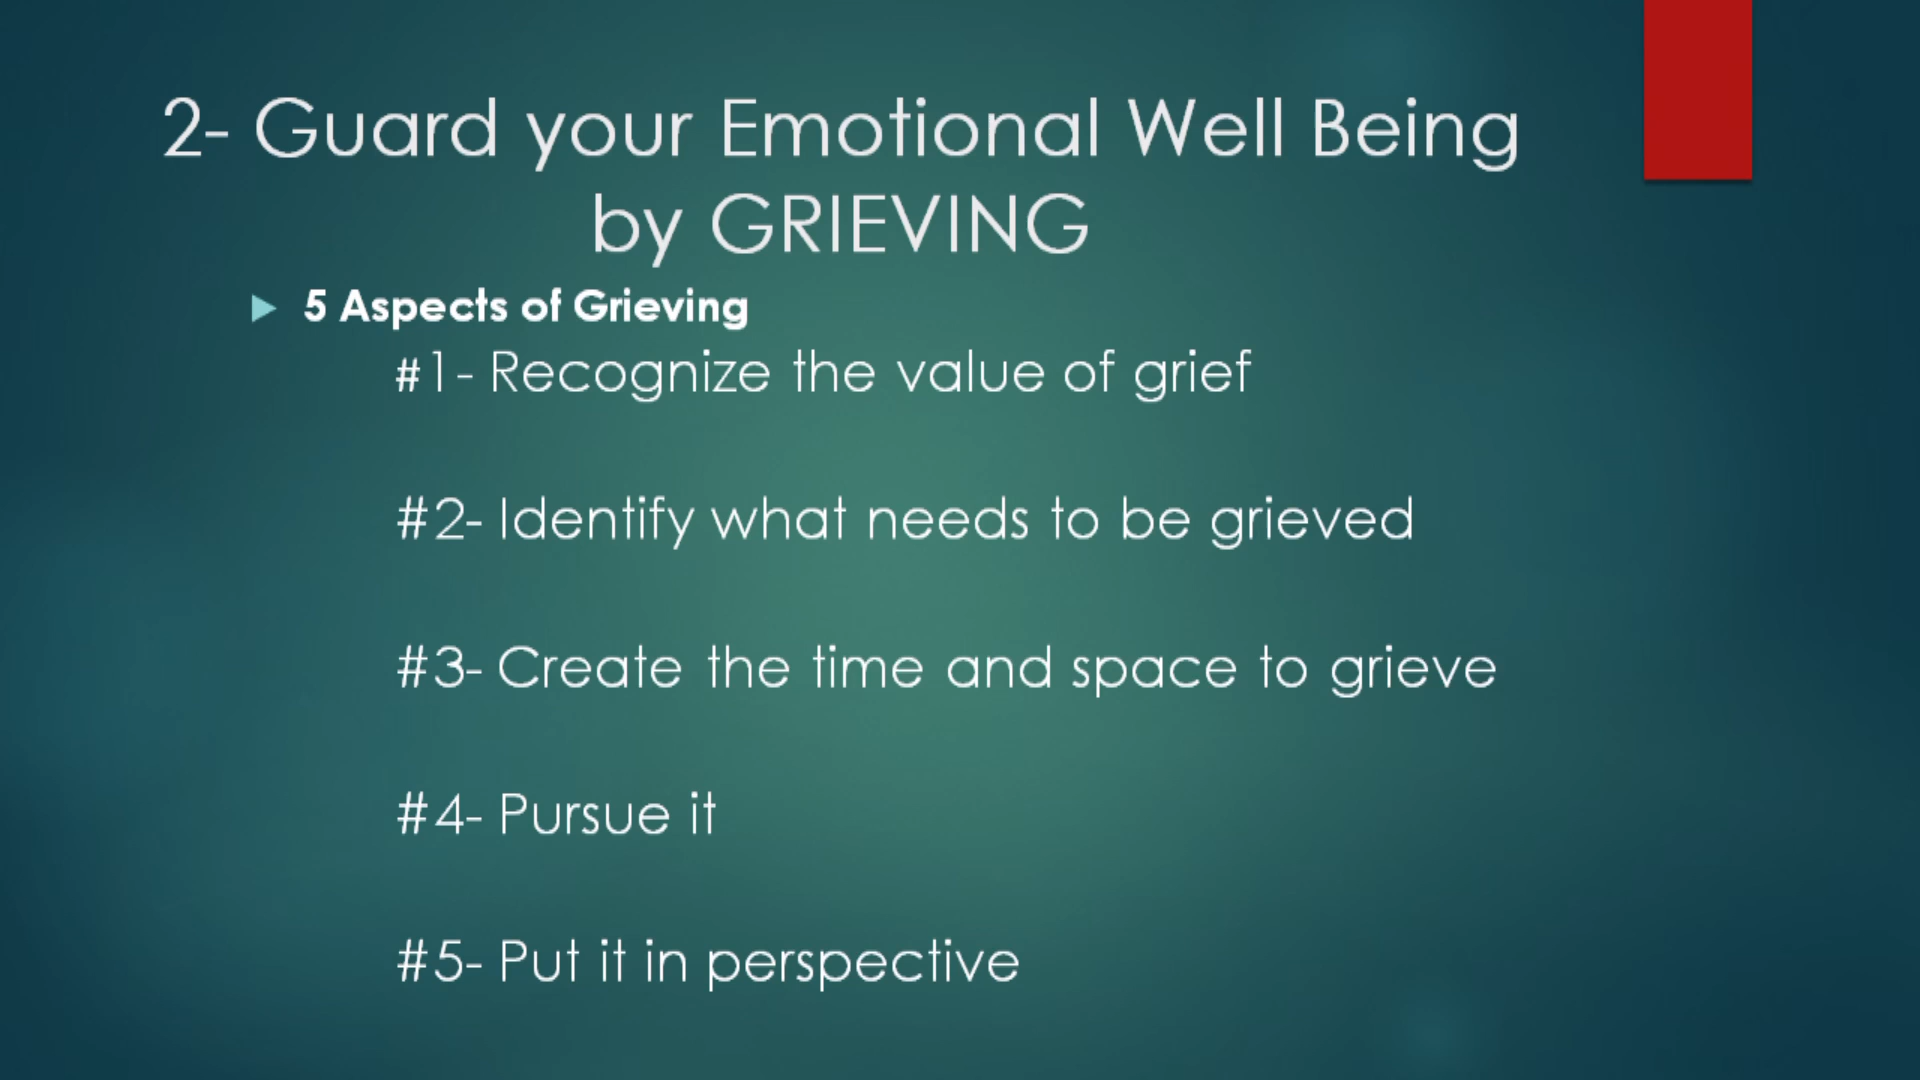 2- Guard your Emotional Well Being
by GRIEVING
5 Aspects of Grieving
#1- Recognize the value of grief
#2- Identify what needs to be grieved
#3- Create the time and space to grieve
#4- Pursue it
#5- Put it in perspective